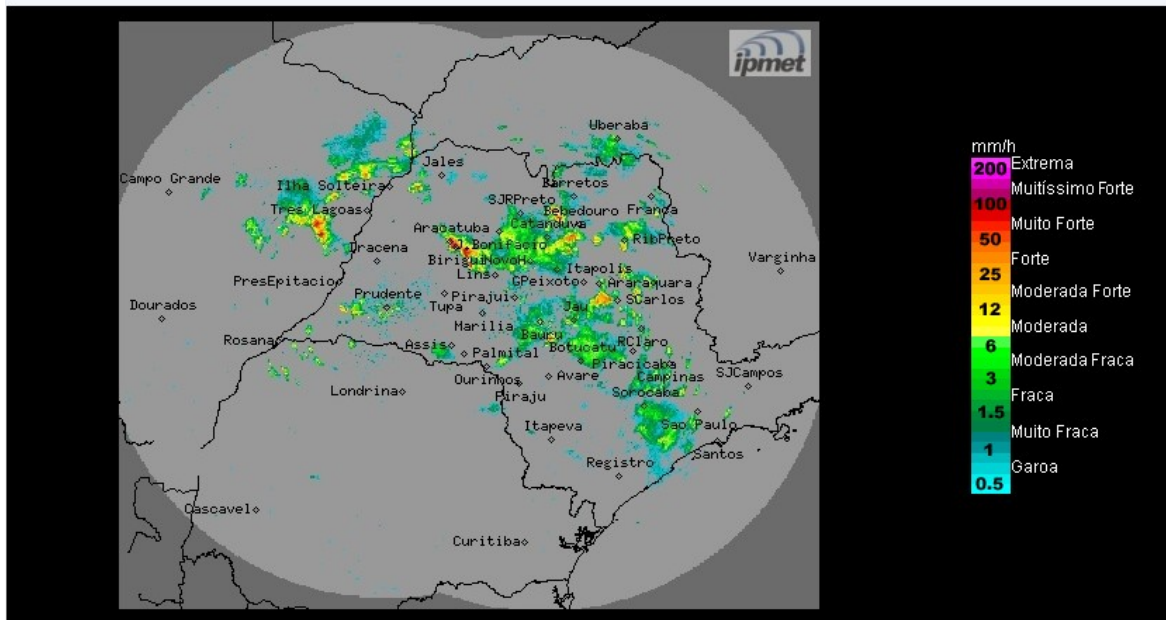 ipmet
Uberaba
Jales
Campo Grande
Ilha Solteira
Barretos
SJRPreto
Tres Lagoas
Bebedouro
Franca
Aracatuba
Catanduva
J.Bonifacio
RibPreto
Dracena
Birigui
NovoH
Varginha
Lins
Itapolis
PresEpitacio
GPeixoto
Araraquara
Prudente
Tupa
Pirajui
SCarlos
Dourados
Jau
Marilia
Bauru
Rosana
Assis
Botucatu
RClaro
Palmital
Piracicaba
Ourinhos
Avare
Campinas
SJCampos
Londrina
Piraju
Sorocaba
Itapeva
Sao Paulo
Registro
Santos
Cascavel
Curitiba
mm/h
200 Extrema
Muitíssimo Forte
100
Muito Forte
50
Forte
25
Moderada Forte
12
Moderada
6
Moderada Fraca
3
Fraca
1.5
Muito Fraca
1
Garoa
0.5